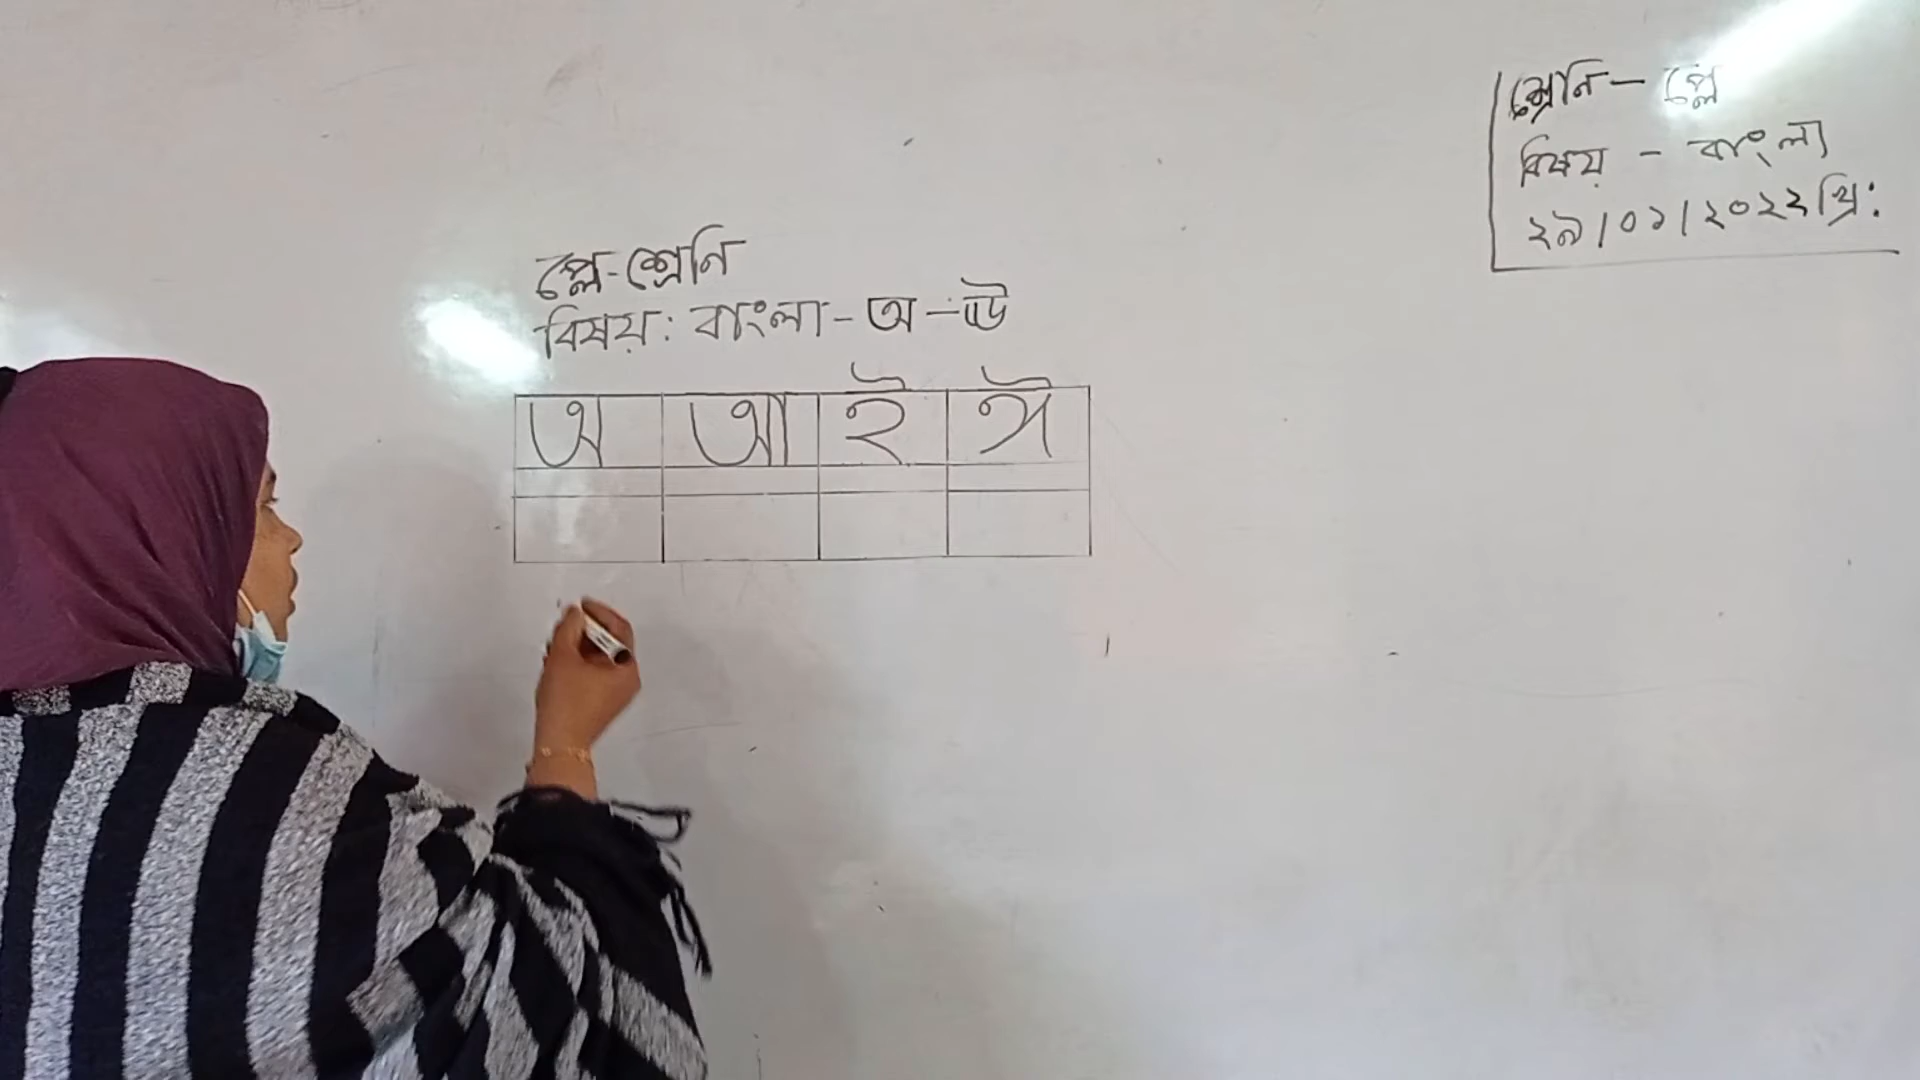 শ্রেনি - প্লে
বিষয় - বাংলা
২৯/০১/২০২২খ্রি:
প্লে-শ্রেনি
বিষয়: বাংলা - অ - উ
অ আ ই ঈ